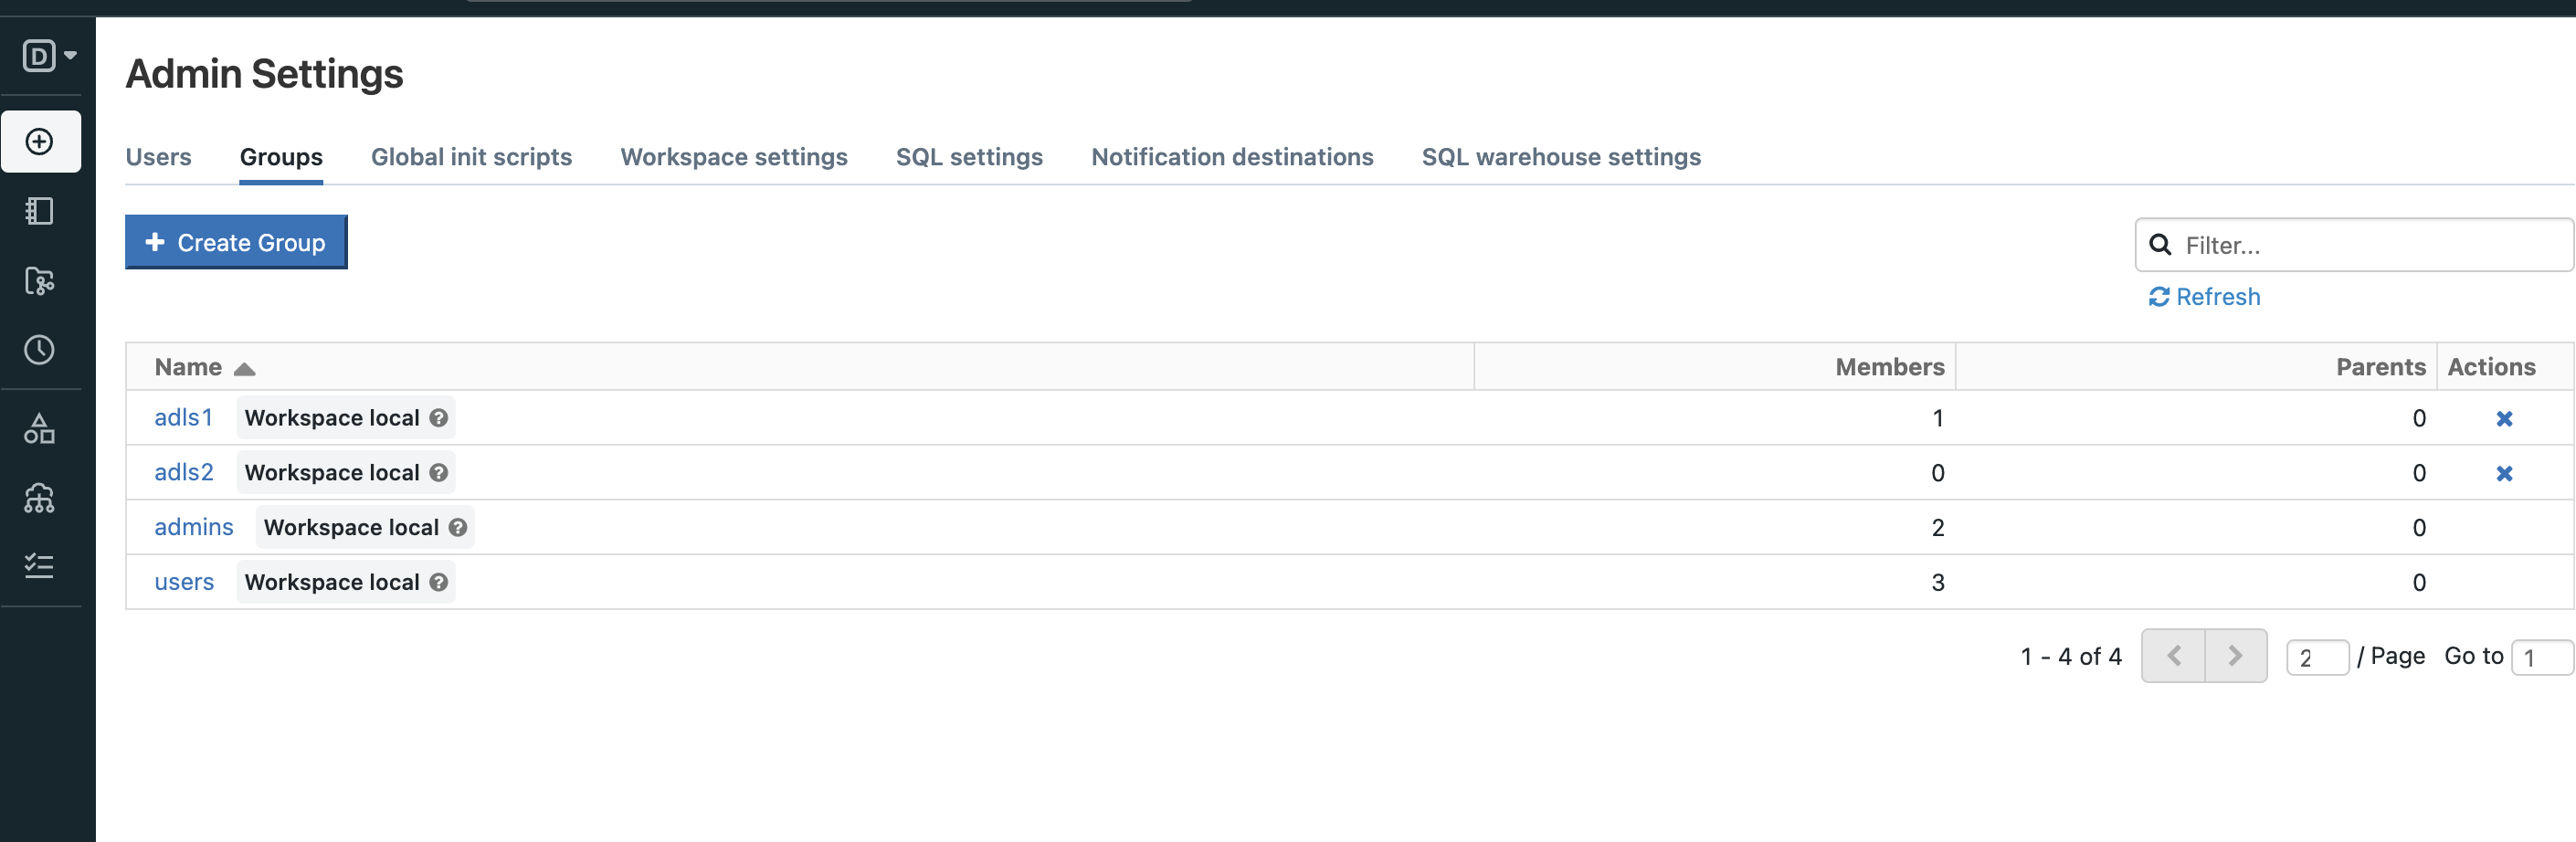 D
Admin Settings
Users Groups Global init scripts Workspace settings SQL settings Notification destinations SQL warehouse settings
+ Create Group
Filter...
Refresh
Name Members Parents Actions
adls1 Workspace local ? 1 0
adls2 Workspace local ? 0 0
admins Workspace local ? 2 0
users Workspace local ? 3 0
1 - 4 of 4 2 / Page Go to 1